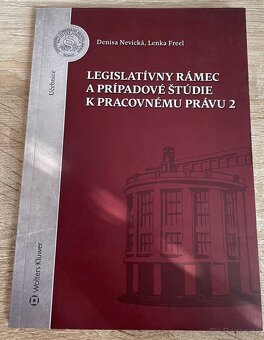 Denisa Nevická, Lenka Freel
LEGISLATÍVNY RÁMEC
A PRÍPADOVÉ ŠTÚDIE
K PRACOVNÉMU PRÁVU 2
Učebnice
Wolters Kluwer